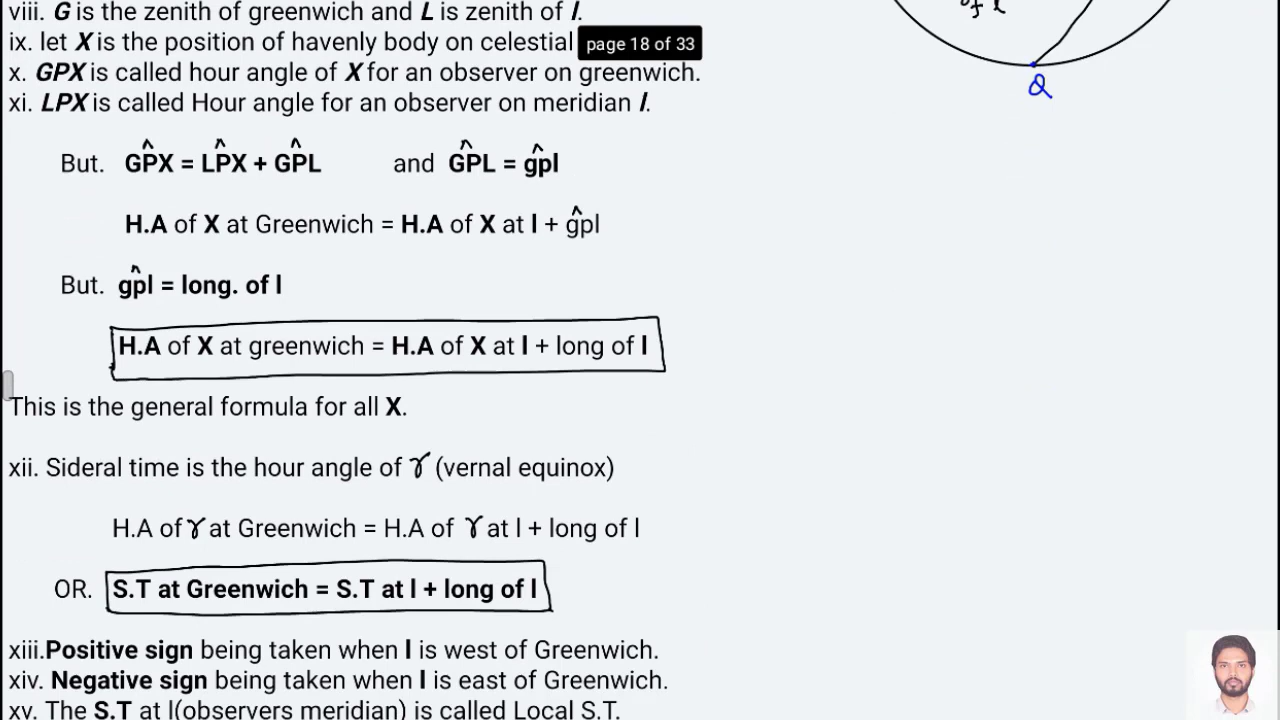 viii. G is the zenith of greenwich and L is zenith of l.
of l
ix. let X is the position of havenly body on celestial
page 18 of 33
x. GPX is called hour angle of X for an observer on greenwich.
Q
xi. LPX is called Hour angle for an observer on meridian l.
But. GP̂X = LP̂X + GP̂L and GP̂L = gp̂l
H.A of X at Greenwich = H.A of X at l + gp̂l
But. gp̂l = long. of l
H.A of X at greenwich = H.A of X at l + long of l
This is the general formula for all X.
xii. Sideral time is the hour angle of ♈ (vernal equinox)
H.A of ♈ at Greenwich = H.A of ♈ at l + long of l
OR. S.T at Greenwich = S.T at l + long of l
xiii.Positive sign being taken when l is west of Greenwich.
xiv. Negative sign being taken when l is east of Greenwich.
xv. The S.T at l(observers meridian) is called Local S.T.